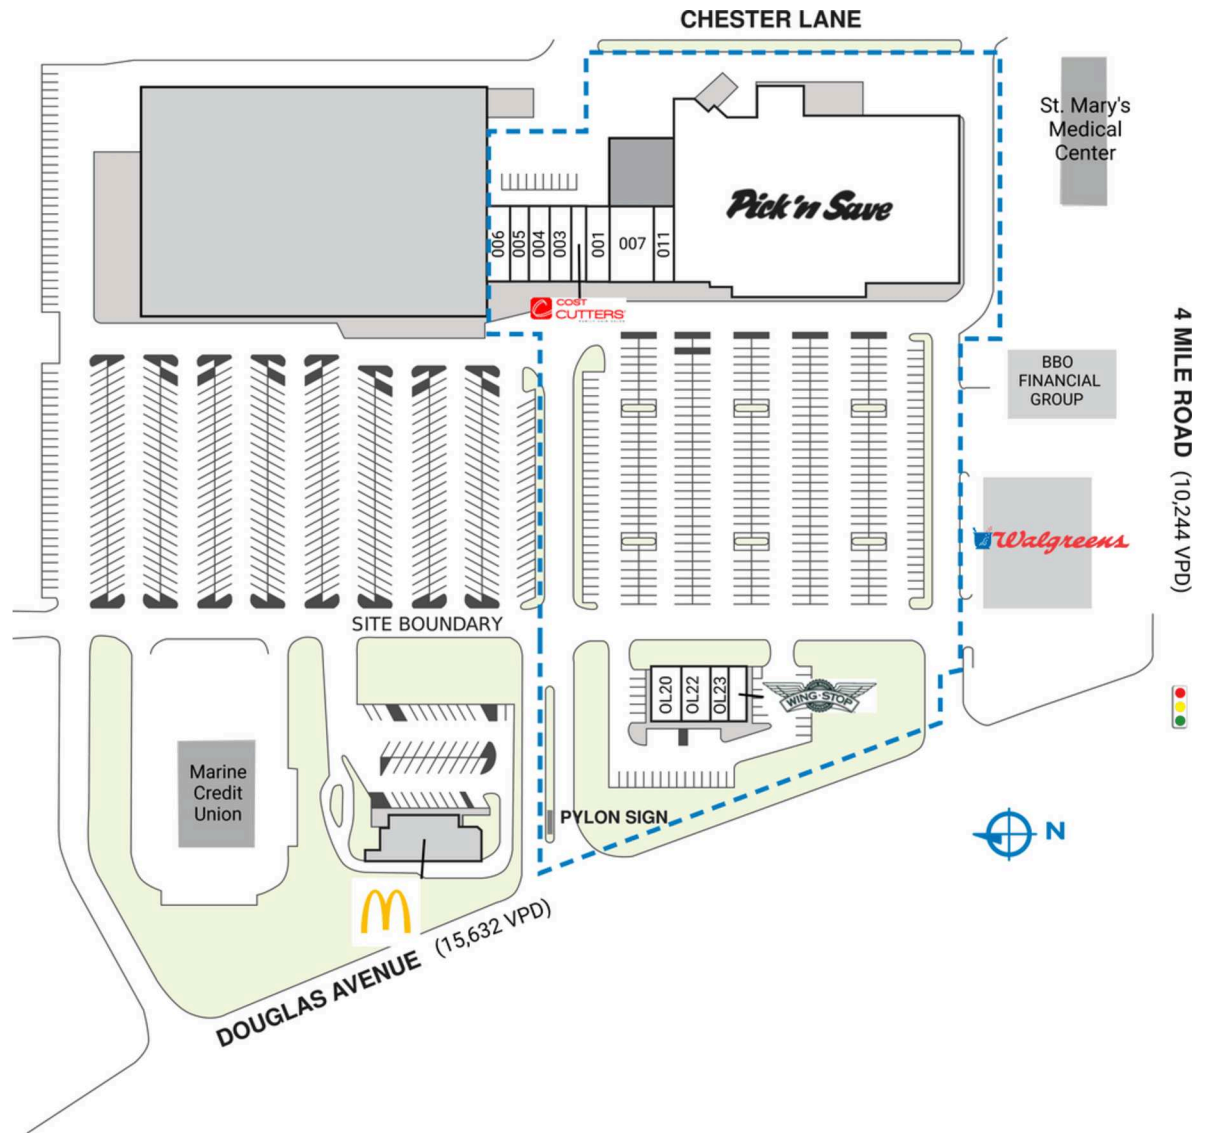 CHESTER LANE
St. Mary's
Medical
Center
Pick'n Save
006
005
004
003
001
007
011
COST
CUTTERS
4 MILE ROAD (10,244 VPD)
BBO
FINANCIAL
GROUP
Walgreens
SITE BOUNDARY
OL20
OL22
OL23
WING·STOP
Marine
Credit
Union
PYLON SIGN
N
DOUGLAS AVENUE (15,632 VPD)